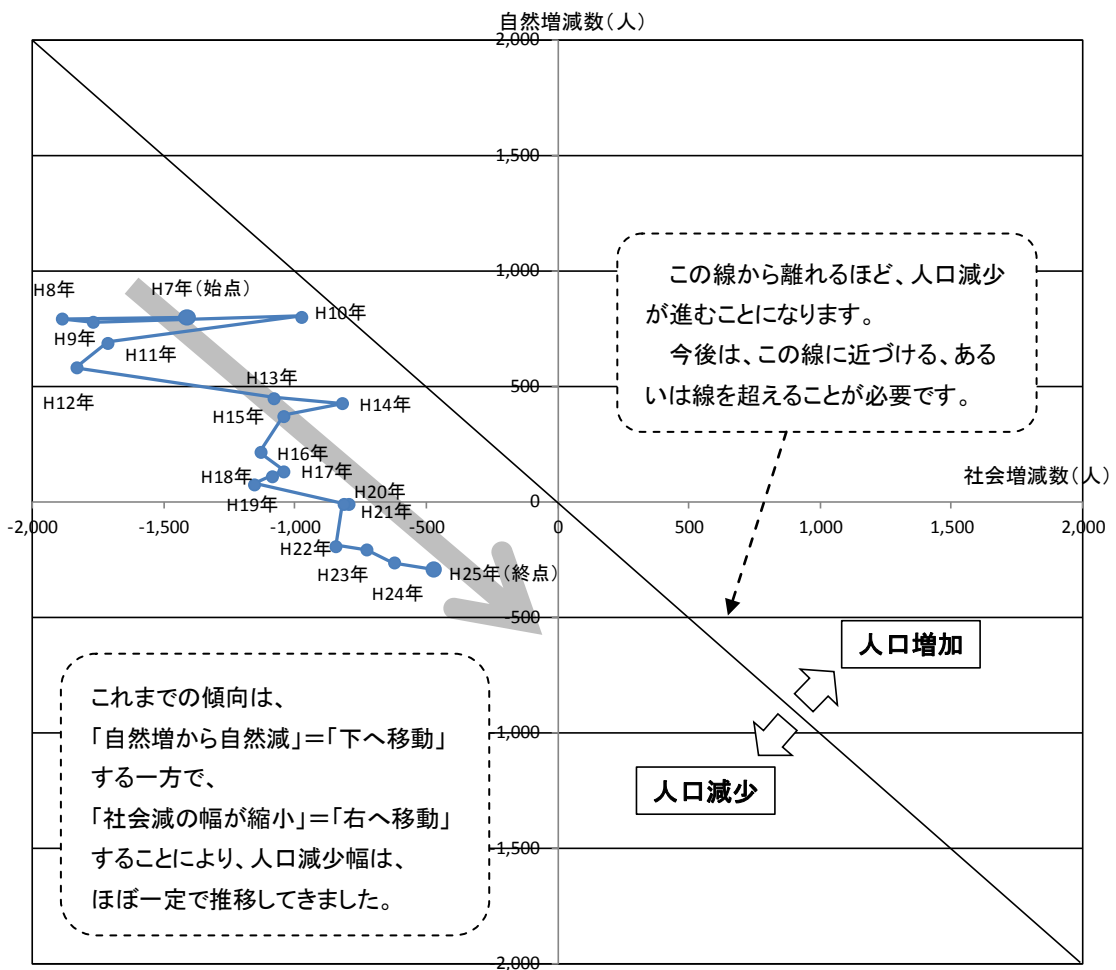 自然増減数(人)
2,000
1,500
1,000
500
0
-500
-1,000
-1,500
2,000
-2,000
-1,500
-1,000
-500
500
1,000
1,500
2,000
社会増減数(人)
H7年(始点)
H8年
H9年
H10年
H11年
H12年
H13年
H14年
H15年
H16年
H17年
H18年
H19年
H20年
H21年
H22年
H23年
H24年
H25年(終点)
この線から離れるほど、人口減少
が進むことになります。
今後は、この線に近づける、ある
いは線を超えることが必要です。
人口増加
人口減少
これまでの傾向は、
「自然増から自然減」=「下へ移動」
する一方で、
「社会減の幅が縮小」=「右へ移動」
することにより、人口減少幅は、
ほぼ一定で推移してきました。